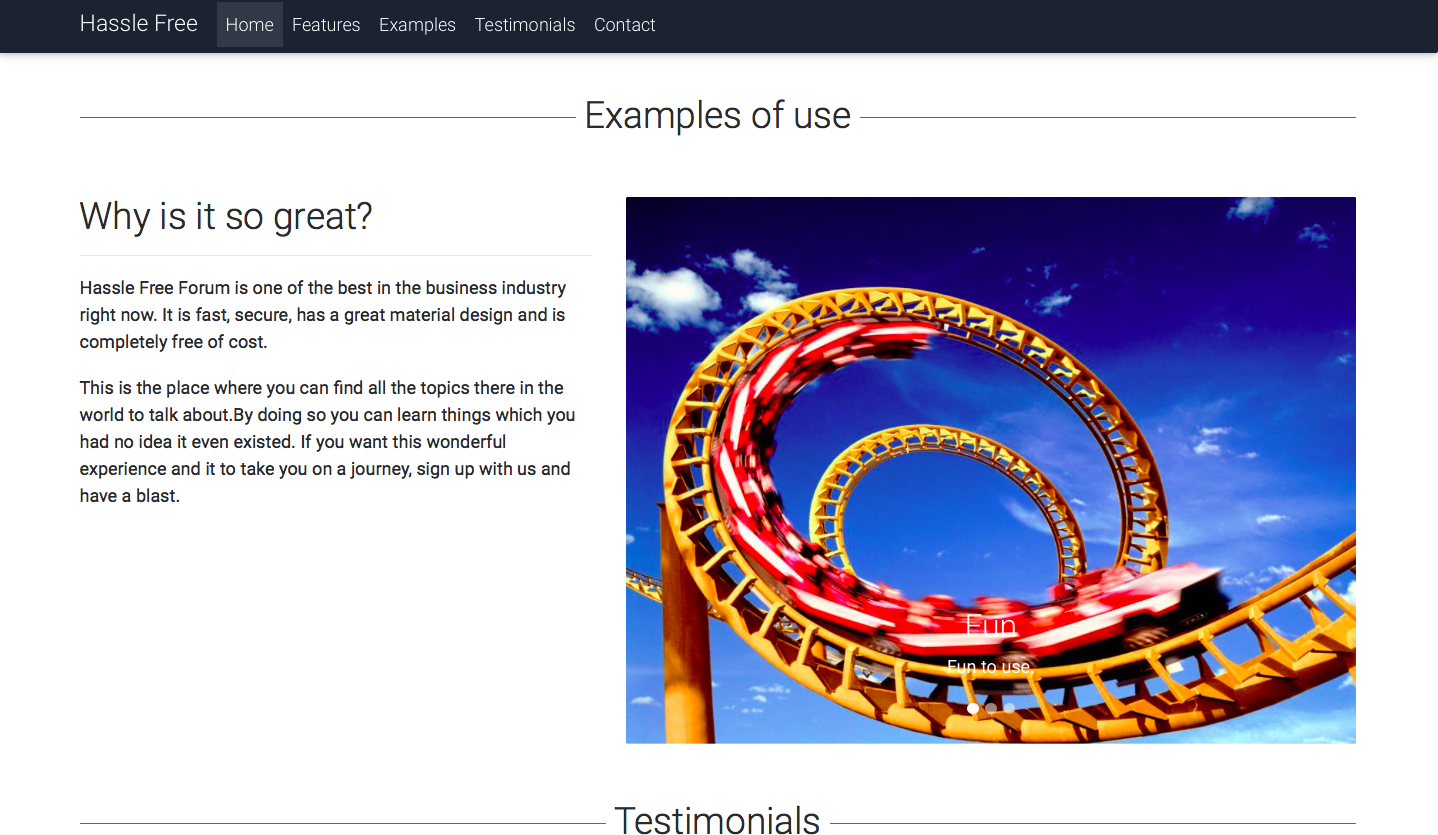 Hassle Free Home Features Examples Testimonials Contact
Examples of use
Why is it so great?
Hassle Free Forum is one of the best in the business industry
right now. It is fast, secure, has a great material design and is
completely free of cost.
This is the place where you can find all the topics there in the
world to talk about.By doing so you can learn things which you
had no idea it even existed. If you want this wonderful
experience and it to take you on a journey, sign up with us and
have a blast.
Fun
Fun to use.
Testimonials